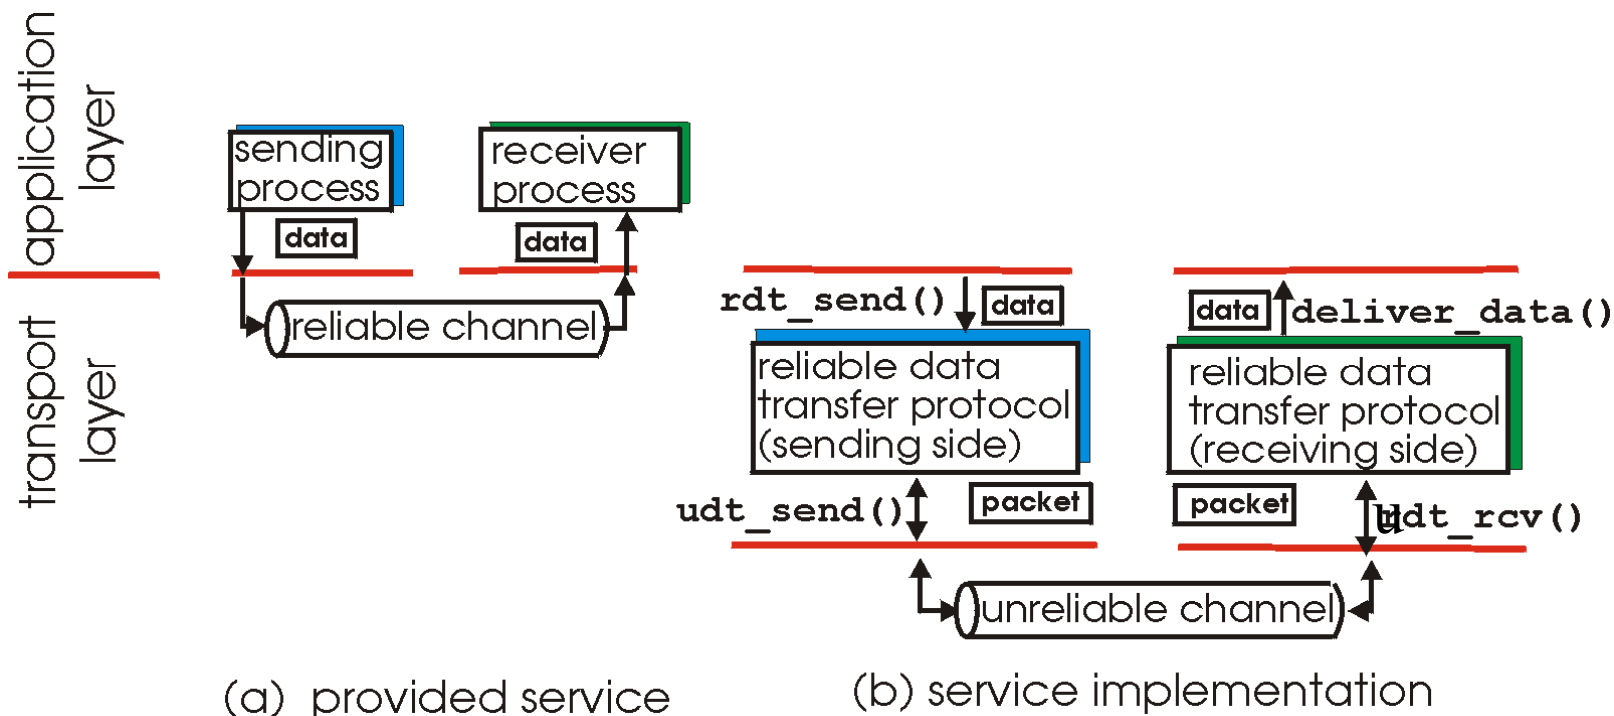 application
layer
transport
layer
sending
process
data
receiver
process
data
reliable channel
(a) provided service
rdt_send()
data
reliable data
transfer protocol
(sending side)
udt_send()
packet
data
deliver_data()
reliable data
transfer protocol
(receiving side)
packet
udt_rcv()
unreliable channel
(b) service implementation